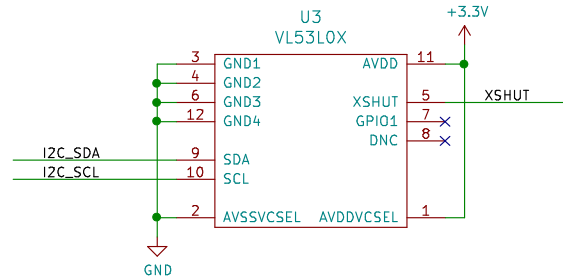 U3
VL53L0X
+3.3V
3 GND1 AVDD 11
4 GND2
6 GND3 XSHUT 5 XSHUT
12 GND4 GPIO1 7
DNC 8
I2C_SDA 9 SDA
I2C_SCL 10 SCL
2 AVSSVCSEL AVDDVCSEL 1
GND